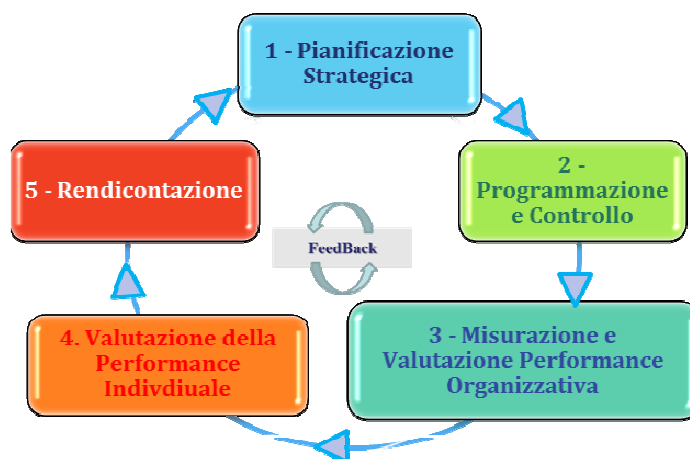 1 - Pianificazione
Strategica
2 -
Programmazione
e Controllo
3 - Misurazione e
Valutazione Performance
Organizzativa
4. Valutazione della
Performance
Indivdiuale
5 - Rendicontazione
FeedBack